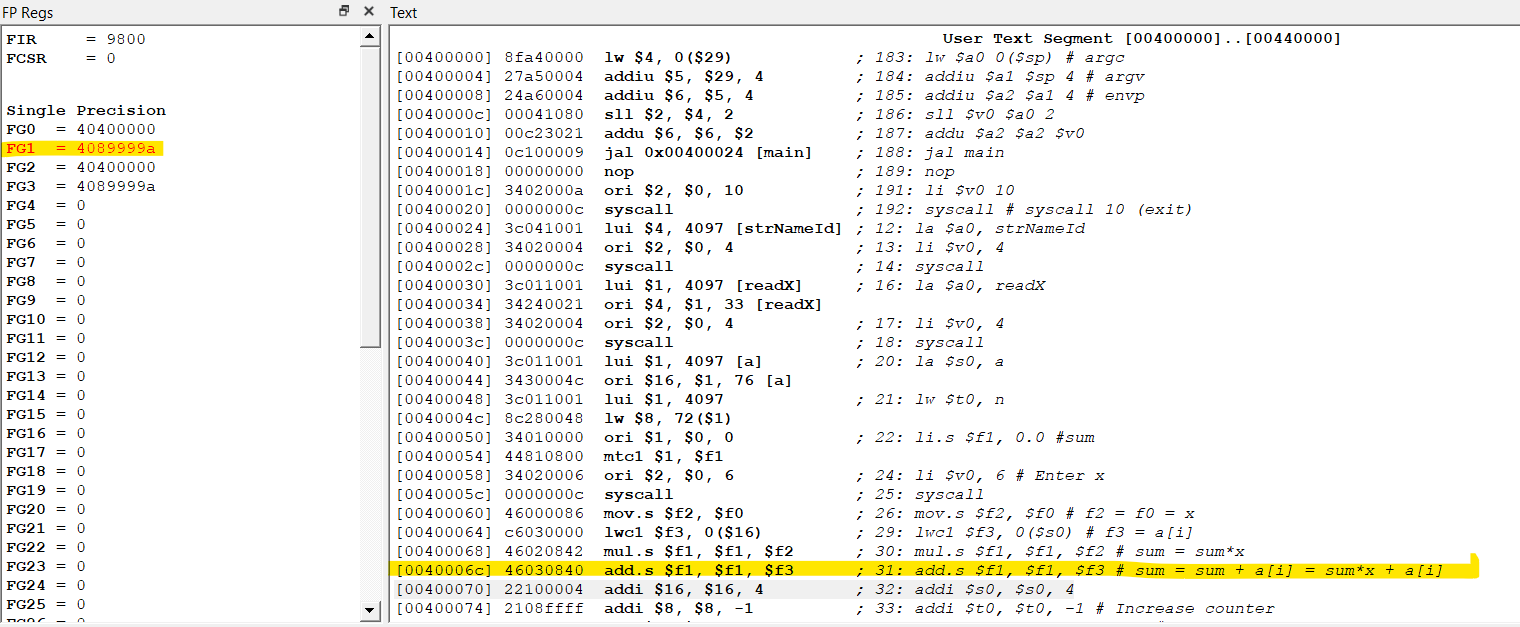 FP Regs
FIR = 9800
FCSR = 0
Single Precision
FG0 = 40400000
FG1 = 4089999a
FG2 = 40400000
FG3 = 4089999a
FG4 = 0
FG5 = 0
FG6 = 0
FG7 = 0
FG8 = 0
FG9 = 0
FG10 = 0
FG11 = 0
FG12 = 0
FG13 = 0
FG14 = 0
FG15 = 0
FG16 = 0
FG17 = 0
FG18 = 0
FG19 = 0
FG20 = 0
FG21 = 0
FG22 = 0
FG23 = 0
FG24 = 0
FG25 = 0
Text
User Text Segment [00400000]..[00440000]
[00400000] 8fa40000 lw $4, 0($29) ; 183: lw $a0 0($sp) # argc
[00400004] 27a50004 addiu $5, $29, 4 ; 184: addiu $a1 $sp 4 # argv
[00400008] 24a60004 addiu $6, $5, 4 ; 185: addiu $a2 $a1 4 # envp
[0040000c] 00041080 sll $2, $4, 2 ; 186: sll $v0 $a0 2
[00400010] 00c23021 addu $6, $6, $2 ; 187: addu $a2 $a2 $v0
[00400014] 0c100009 jal 0x00400024 [main] ; 188: jal main
[00400018] 00000000 nop ; 189: nop
[0040001c] 3402000a ori $2, $0, 10 ; 191: li $v0 10
[00400020] 0000000c syscall ; 192: syscall # syscall 10 (exit)
[00400024] 3c041001 lui $4, 4097 [strNameId] ; 12: la $a0, strNameId
[00400028] 34020004 ori $2, $0, 4 ; 13: li $v0, 4
[0040002c] 0000000c syscall ; 14: syscall
[00400030] 3c011001 lui $1, 4097 [readX] ; 16: la $a0, readX
[00400034] 34240021 ori $4, $1, 33 [readX]
[00400038] 34020004 ori $2, $0, 4 ; 17: li $v0, 4
[0040003c] 0000000c syscall ; 18: syscall
[00400040] 3c011001 lui $1, 4097 [a] ; 20: la $s0, a
[00400044] 3430004c ori $16, $1, 76 [a]
[00400048] 3c011001 lui $1, 4097 ; 21: lw $t0, n
[0040004c] 8c280048 lw $8, 72($1)
[00400050] 34010000 ori $1, $0, 0 ; 22: li.s $f1, 0.0 #sum
[00400054] 44810800 mtc1 $1, $f1
[00400058] 34020006 ori $2, $0, 6 ; 24: li $v0, 6 # Enter x
[0040005c] 0000000c syscall ; 25: syscall
[00400060] 46000086 mov.s $f2, $f0 ; 26: mov.s $f2, $f0 # f2 = f0 = x
[00400064] c6030000 lwc1 $f3, 0($16) ; 29: lwc1 $f3, 0($s0) # f3 = a[i]
[00400068] 46020842 mul.s $f1, $f1, $f2 ; 30: mul.s $f1, $f1, $f2 # sum = sum*x
[0040006c] 46030840 add.s $f1, $f1, $f3 ; 31: add.s $f1, $f1, $f3 # sum = sum + a[i] = sum*x + a[i]
[00400070] 22100004 addi $16, $16, 4 ; 32: addi $s0, $s0, 4
[00400074] 2108ffff addi $8, $8, -1 ; 33: addi $t0, $t0, -1 # Increase counter